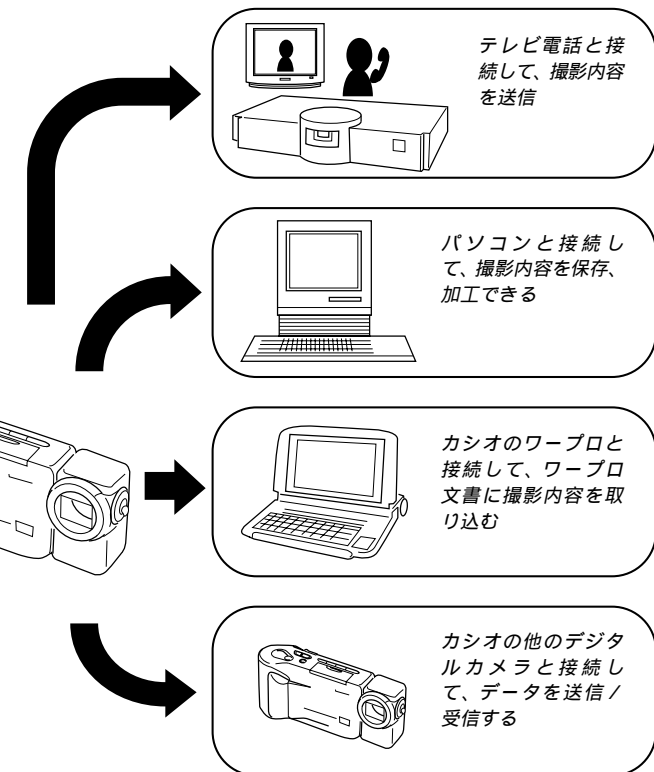 テレビ電話と接
続して、撮影内容
を送信
パソコンと接続し
て、撮影内容を保存、
加工できる
カシオのワープロと
接続して、ワープロ
文書に撮影内容を取
り込む
カシオの他のデジタ
ルカメラと接続し
て、データを送信/
受信する